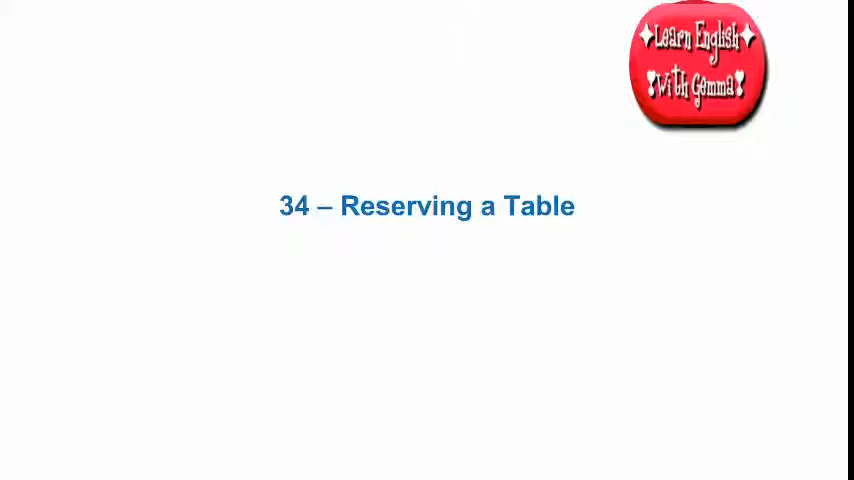 ✦Learn English✦
❣With Gemma❣
34 – Reserving a Table